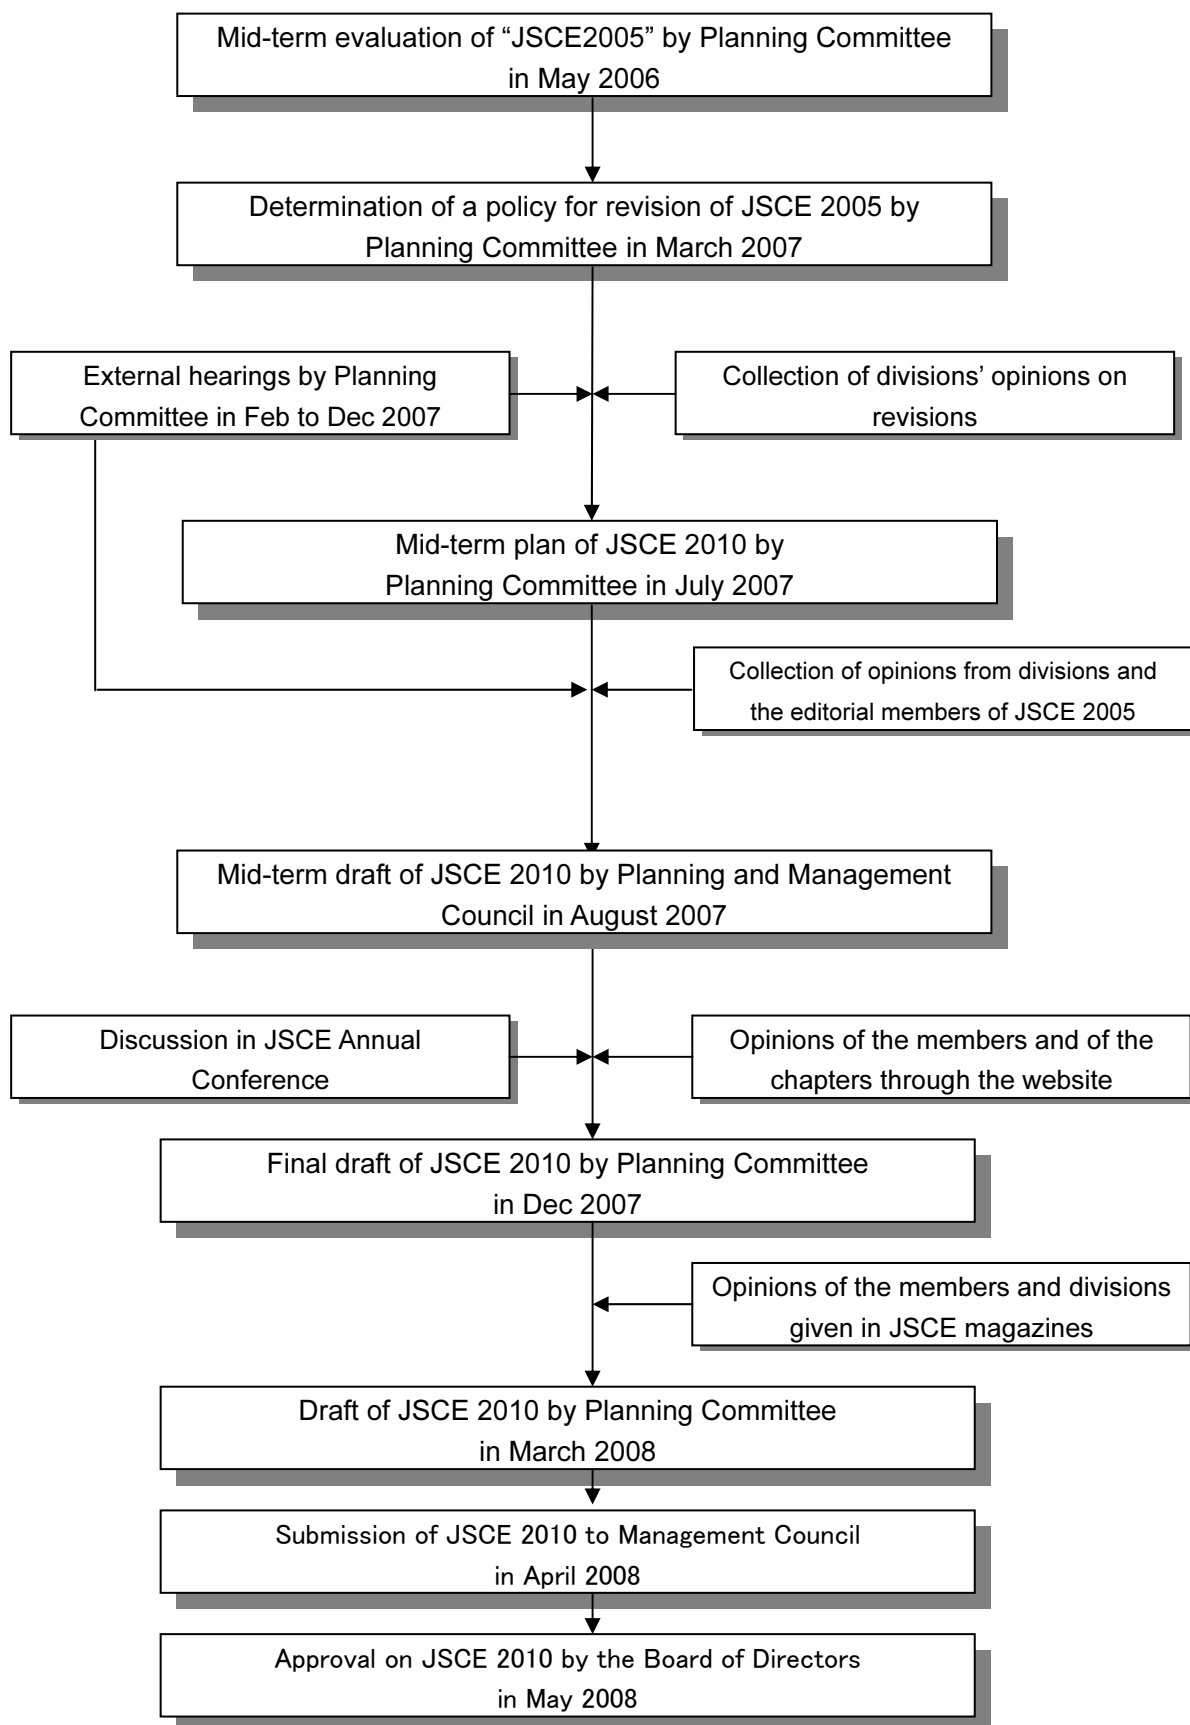 Mid-term evaluation of “JSCE2005” by Planning Committee
in May 2006
Determination of a policy for revision of JSCE 2005 by
Planning Committee in March 2007
External hearings by Planning
Committee in Feb to Dec 2007
Collection of divisions’ opinions on
revisions
Mid-term plan of JSCE 2010 by
Planning Committee in July 2007
Collection of opinions from divisions and
the editorial members of JSCE 2005
Mid-term draft of JSCE 2010 by Planning and Management
Council in August 2007
Discussion in JSCE Annual
Conference
Opinions of the members and of the
chapters through the website
Final draft of JSCE 2010 by Planning Committee
in Dec 2007
Opinions of the members and divisions
given in JSCE magazines
Draft of JSCE 2010 by Planning Committee
in March 2008
Submission of JSCE 2010 to Management Council
in April 2008
Approval on JSCE 2010 by the Board of Directors
in May 2008